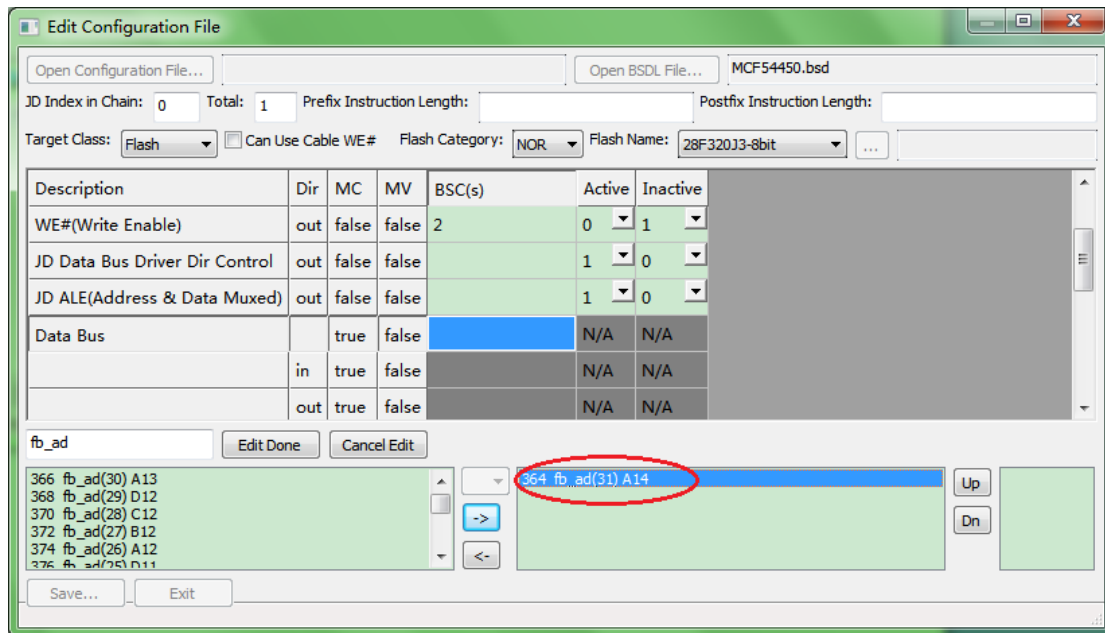 Edit Configuration File
Open Configuration File... Open BSDL File... MCF54450.bsd
JD Index in Chain: 0 Total: 1 Prefix Instruction Length: Postfix Instruction Length:
Target Class: Flash Can Use Cable WE# Flash Category: NOR Flash Name: 28F320J3-8bit ...
Description Dir MC MV BSC(s) Active Inactive
WE#(Write Enable) out false false 2 0 1
JD Data Bus Driver Dir Control out false false 1 0
JD ALE(Address & Data Muxed) out false false 1 0
Data Bus true false N/A N/A
in true false N/A N/A
out true false N/A N/A
fb_ad Edit Done Cancel Edit
366 fb_ad(30) A13 364 fb_ad(31) A14 Up
368 fb_ad(29) D12
370 fb_ad(28) C12 -> Dn
372 fb_ad(27) B12
374 fb_ad(26) A12 <-
376 fb_ad(25) D11
Save... Exit